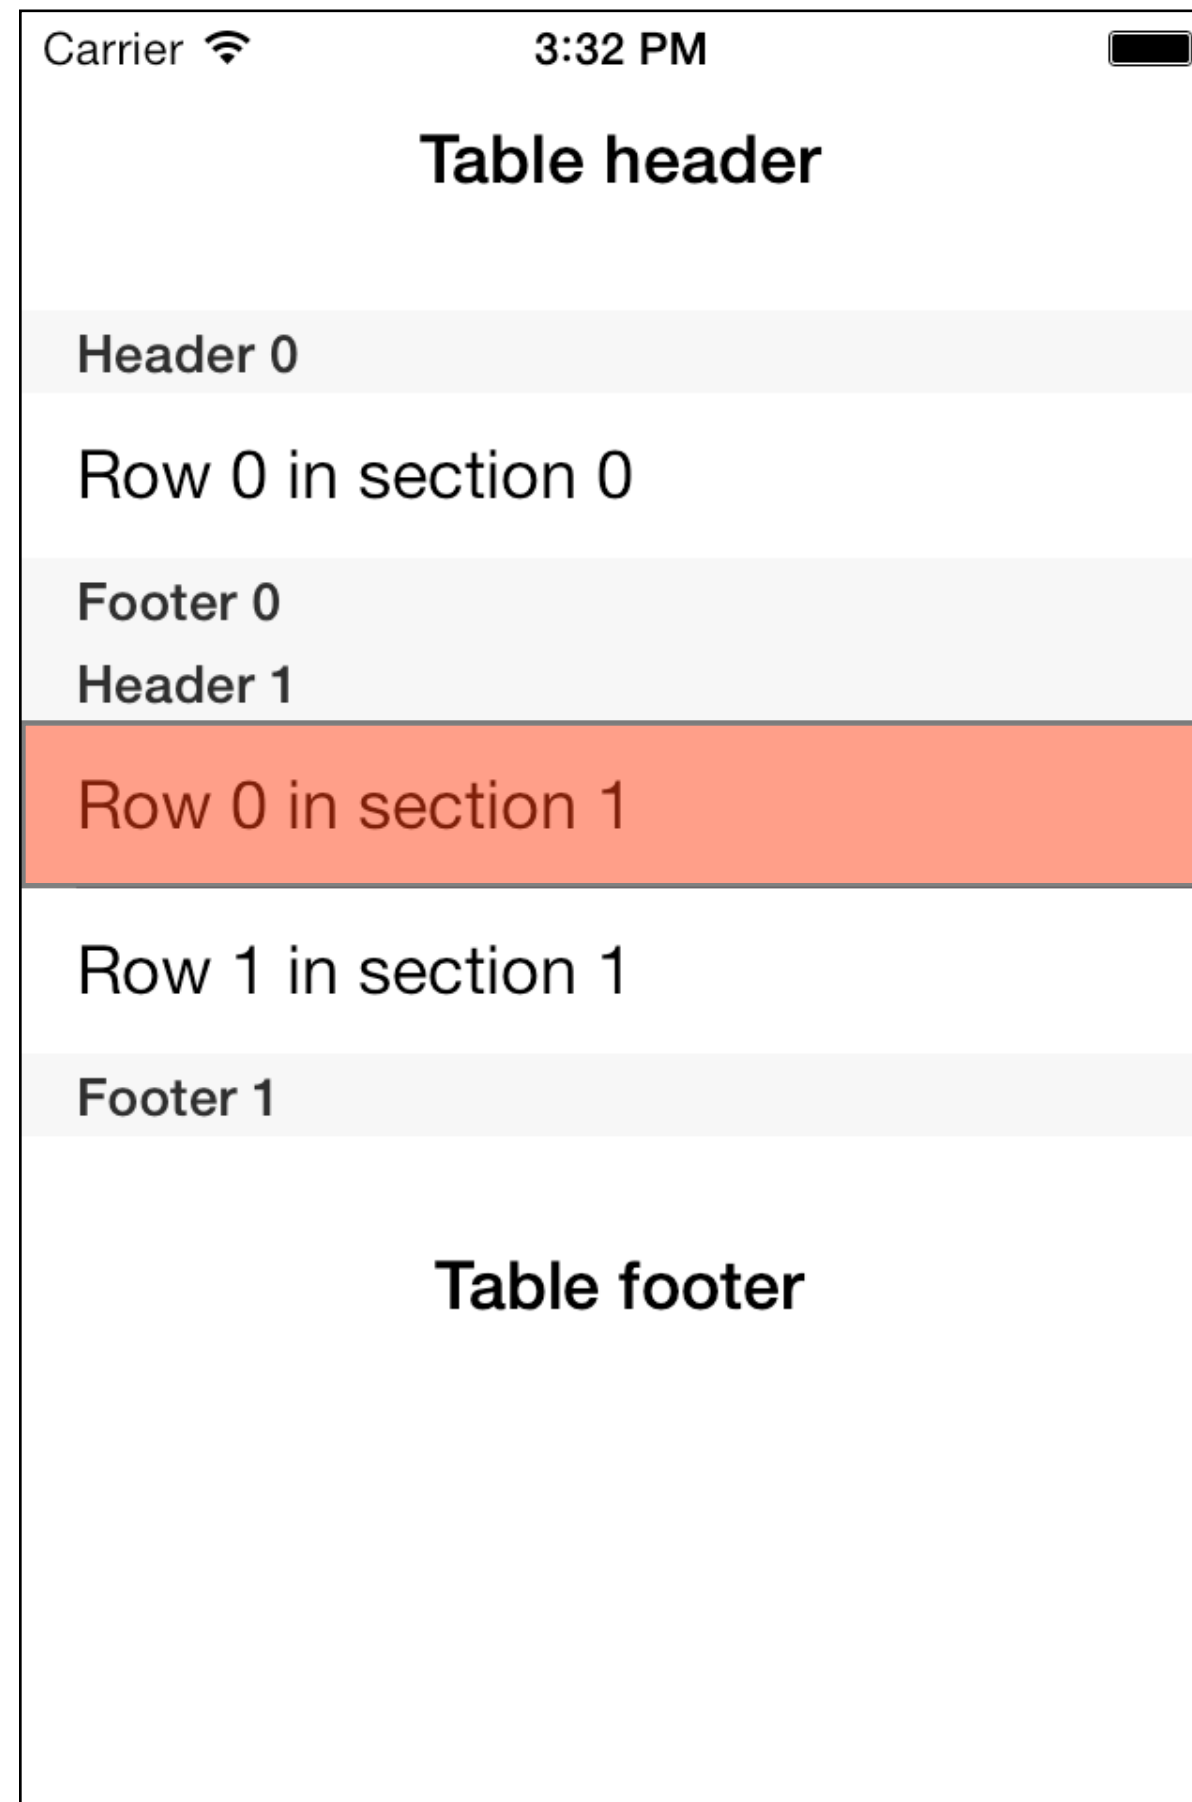 Carrier 3:32 PM
Table header
Header 0
Row 0 in section 0
Footer 0
Header 1
Row 0 in section 1
Row 1 in section 1
Footer 1
Table footer